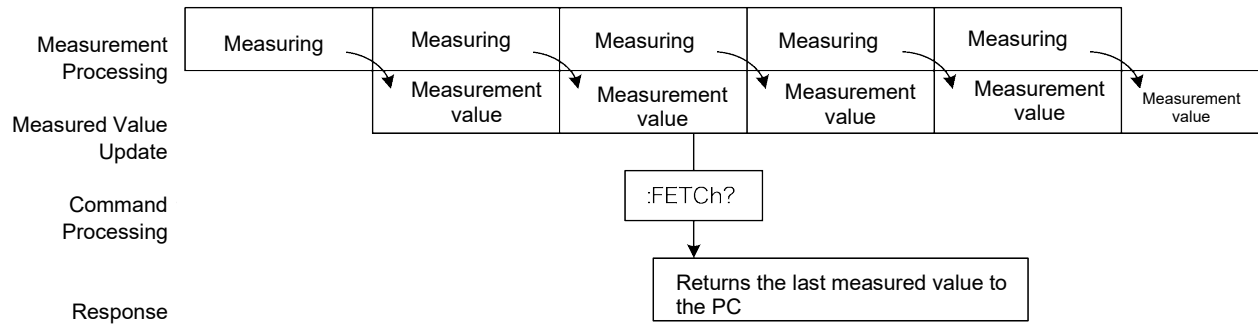 Measurement
Processing
Measuring
Measuring
Measuring
Measuring
Measuring
Measured Value
Update
Measurement
value
Measurement
value
Measurement
value
Measurement
value
Measurement
value
Command
Processing
:FETCh?
Response
Returns the last measured value to
the PC